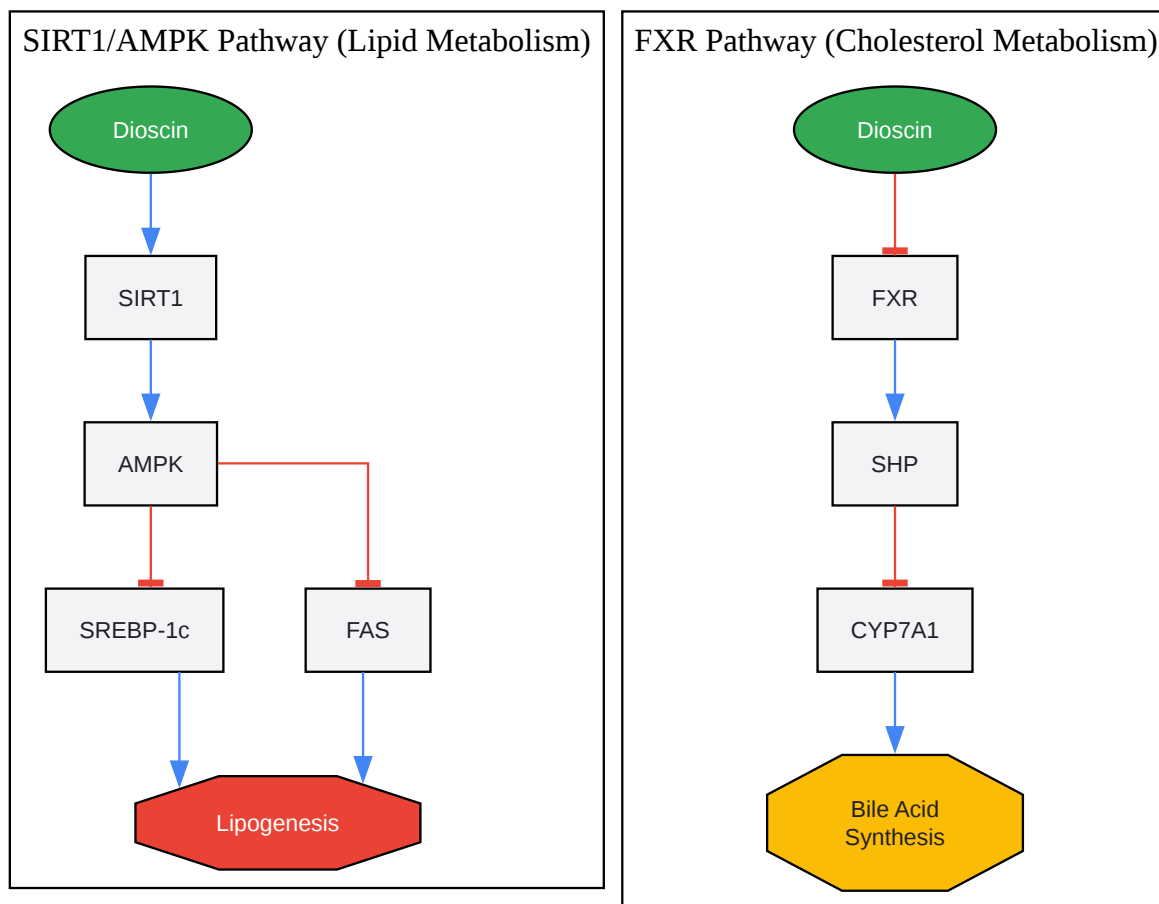 SIRT1/AMPK Pathway (Lipid Metabolism)
Dioscin
SIRT1
AMPK
SREBP-1c
FAS
Lipogenesis
FXR Pathway (Cholesterol Metabolism)
Dioscin
FXR
SHP
CYP7A1
Bile Acid
Synthesis